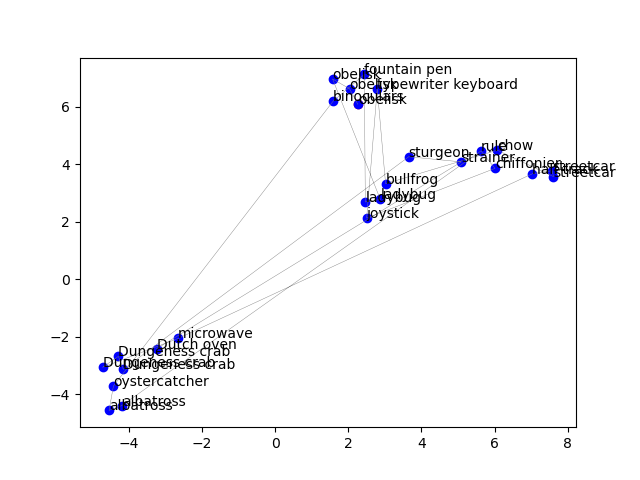 fountain pen
obelisk
obelisk
typewriter keyboard
binoculars
obelisk
6
sturgeon
rule
chow
strainer
chiffonier
streetcar
streetcar
4
bullfrog
ladybug
ladybug
joystick
2
0
microwave
Dutch oven
Dungeness crab
Dungeness crab
Dungeness crab
−2
oystercatcher
albatross
albatross
−4
−4 −2 0 2 4 6 8